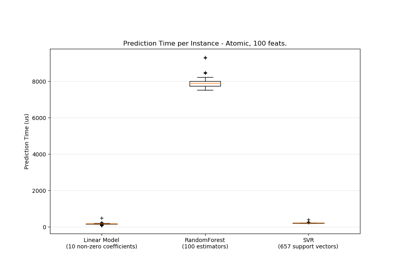 Prediction Time per Instance - Atomic, 100 feats.
Prediction Time (us)
8000
6000
4000
2000
0
Linear Model
(10 non-zero coefficients)
RandomForest
(100 estimators)
SVR
(657 support vectors)